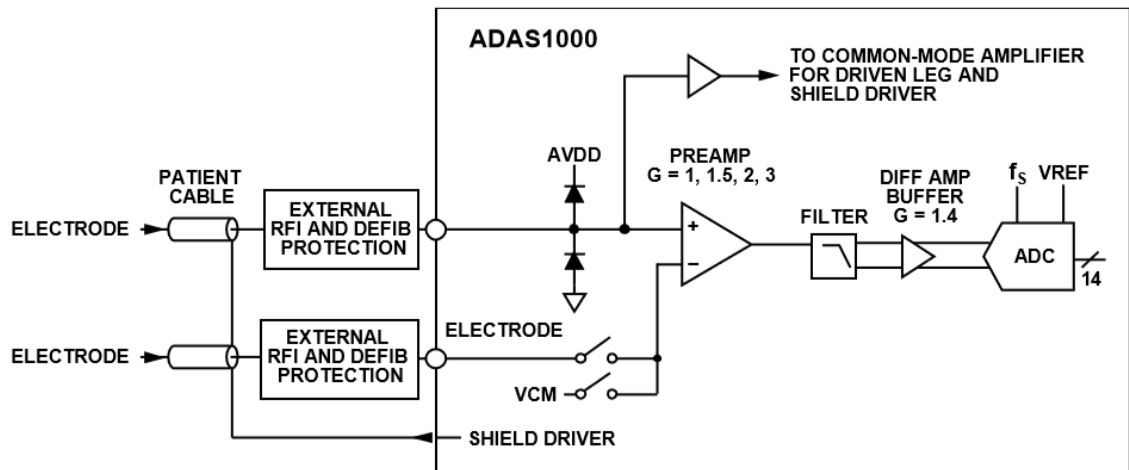 ADAS1000
TO COMMON-MODE AMPLIFIER
FOR DRIVEN LEG AND
SHIELD DRIVER
AVDD
PREAMP
G = 1, 1.5, 2, 3
PATIENT
CABLE
ELECTRODE
EXTERNAL
RFI AND DEFIB
PROTECTION
+
−
FILTER
DIFF AMP
BUFFER
G = 1.4
fS
VREF
ADC
14
ELECTRODE
EXTERNAL
RFI AND DEFIB
PROTECTION
ELECTRODE
VCM
SHIELD DRIVER